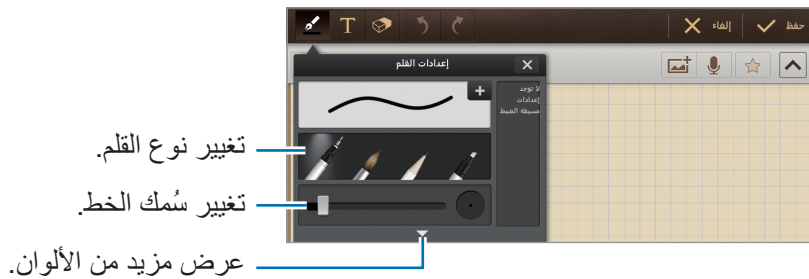 حفظ
إلغاء
T
إعدادات القلم
لا توجد
إعدادات
مسبقة الضبط
تغيير نوع القلم.
تغيير سُمك الخط.
عرض مزيد من الألوان.